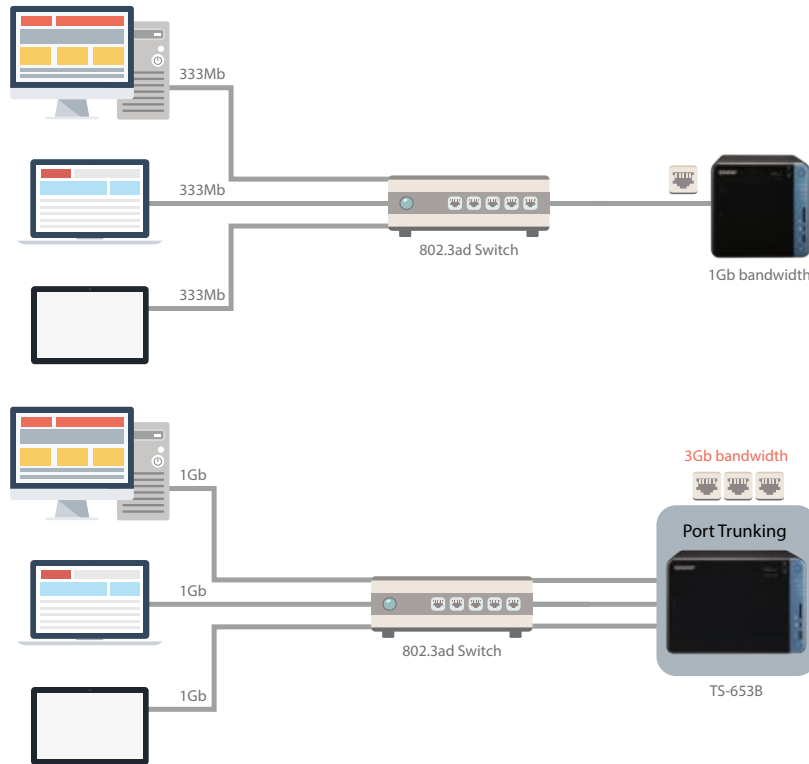 333Mb
333Mb
802.3ad Switch
1Gb bandwidth
333Mb
3Gb bandwidth
1Gb
Port Trunking
1Gb
802.3ad Switch
TS-653B
1Gb